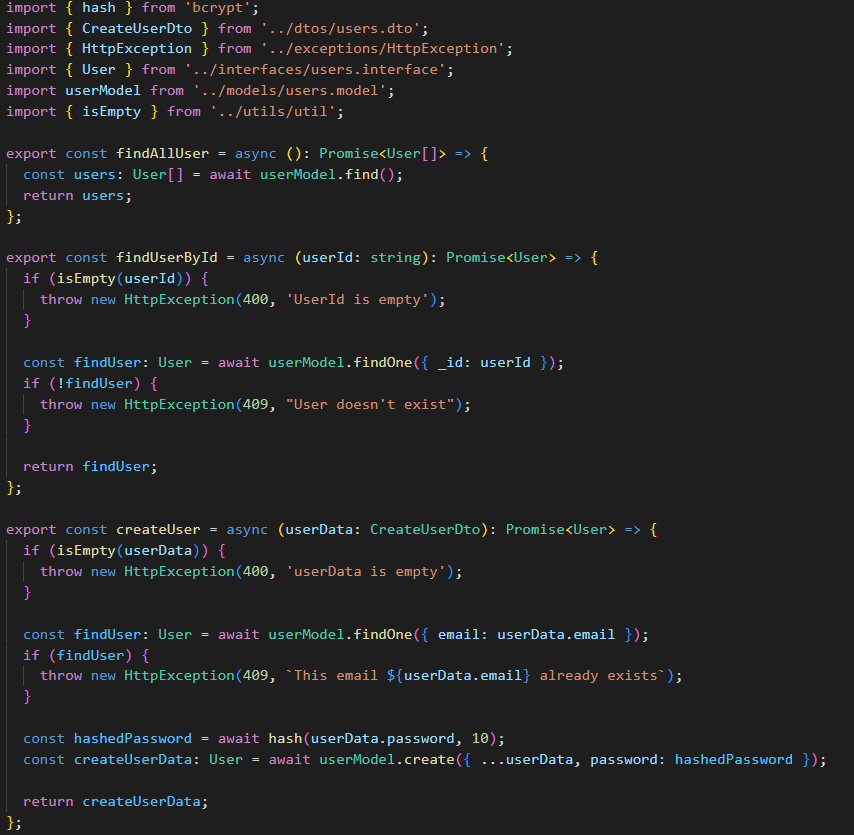 import { hash } from 'bcrypt';
import { CreateUserDto } from '../dtos/users.dto';
import { HttpException } from '../exceptions/HttpException';
import { User } from '../interfaces/users.interface';
import userModel from '../models/users.model';
import { isEmpty } from '../utils/util';

export const findAllUser = async (): Promise<User[]> => {
  const users: User[] = await userModel.find();
  return users;
};

export const findUserById = async (userId: string): Promise<User> => {
  if (isEmpty(userId)) {
    throw new HttpException(400, 'UserId is empty');
  }

  const findUser: User = await userModel.findOne({ _id: userId });
  if (!findUser) {
    throw new HttpException(409, "User doesn't exist");
  }

  return findUser;
};

export const createUser = async (userData: CreateUserDto): Promise<User> => {
  if (isEmpty(userData)) {
    throw new HttpException(400, 'userData is empty');
  }

  const findUser: User = await userModel.findOne({ email: userData.email });
  if (findUser) {
    throw new HttpException(409, `This email ${userData.email} already exists`);
  }

  const hashedPassword = await hash(userData.password, 10);
  const createUserData: User = await userModel.create({ ...userData, password: hashedPassword });

  return createUserData;
};